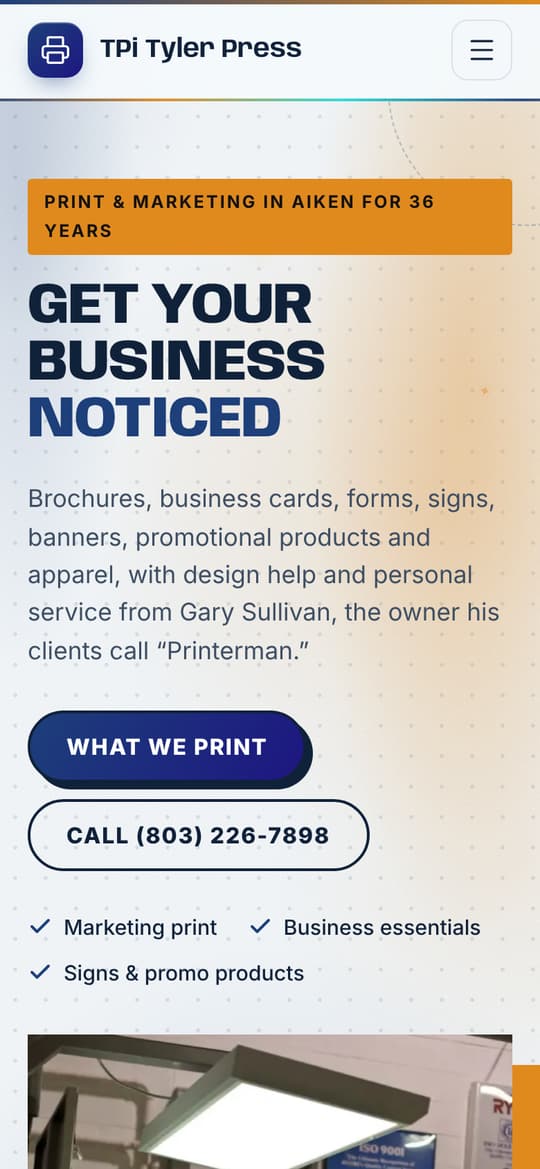 TPi Tyler Press
PRINT & MARKETING IN AIKEN FOR 36
YEARS
GET YOUR
BUSINESS
NOTICED
Brochures, business cards, forms, signs,
banners, promotional products and
apparel, with design help and personal
service from Gary Sullivan, the owner his
clients call “Printerman.”
WHAT WE PRINT
CALL (803) 226-7898
Marketing print
Business essentials
Signs & promo products
RY
ISO 9001